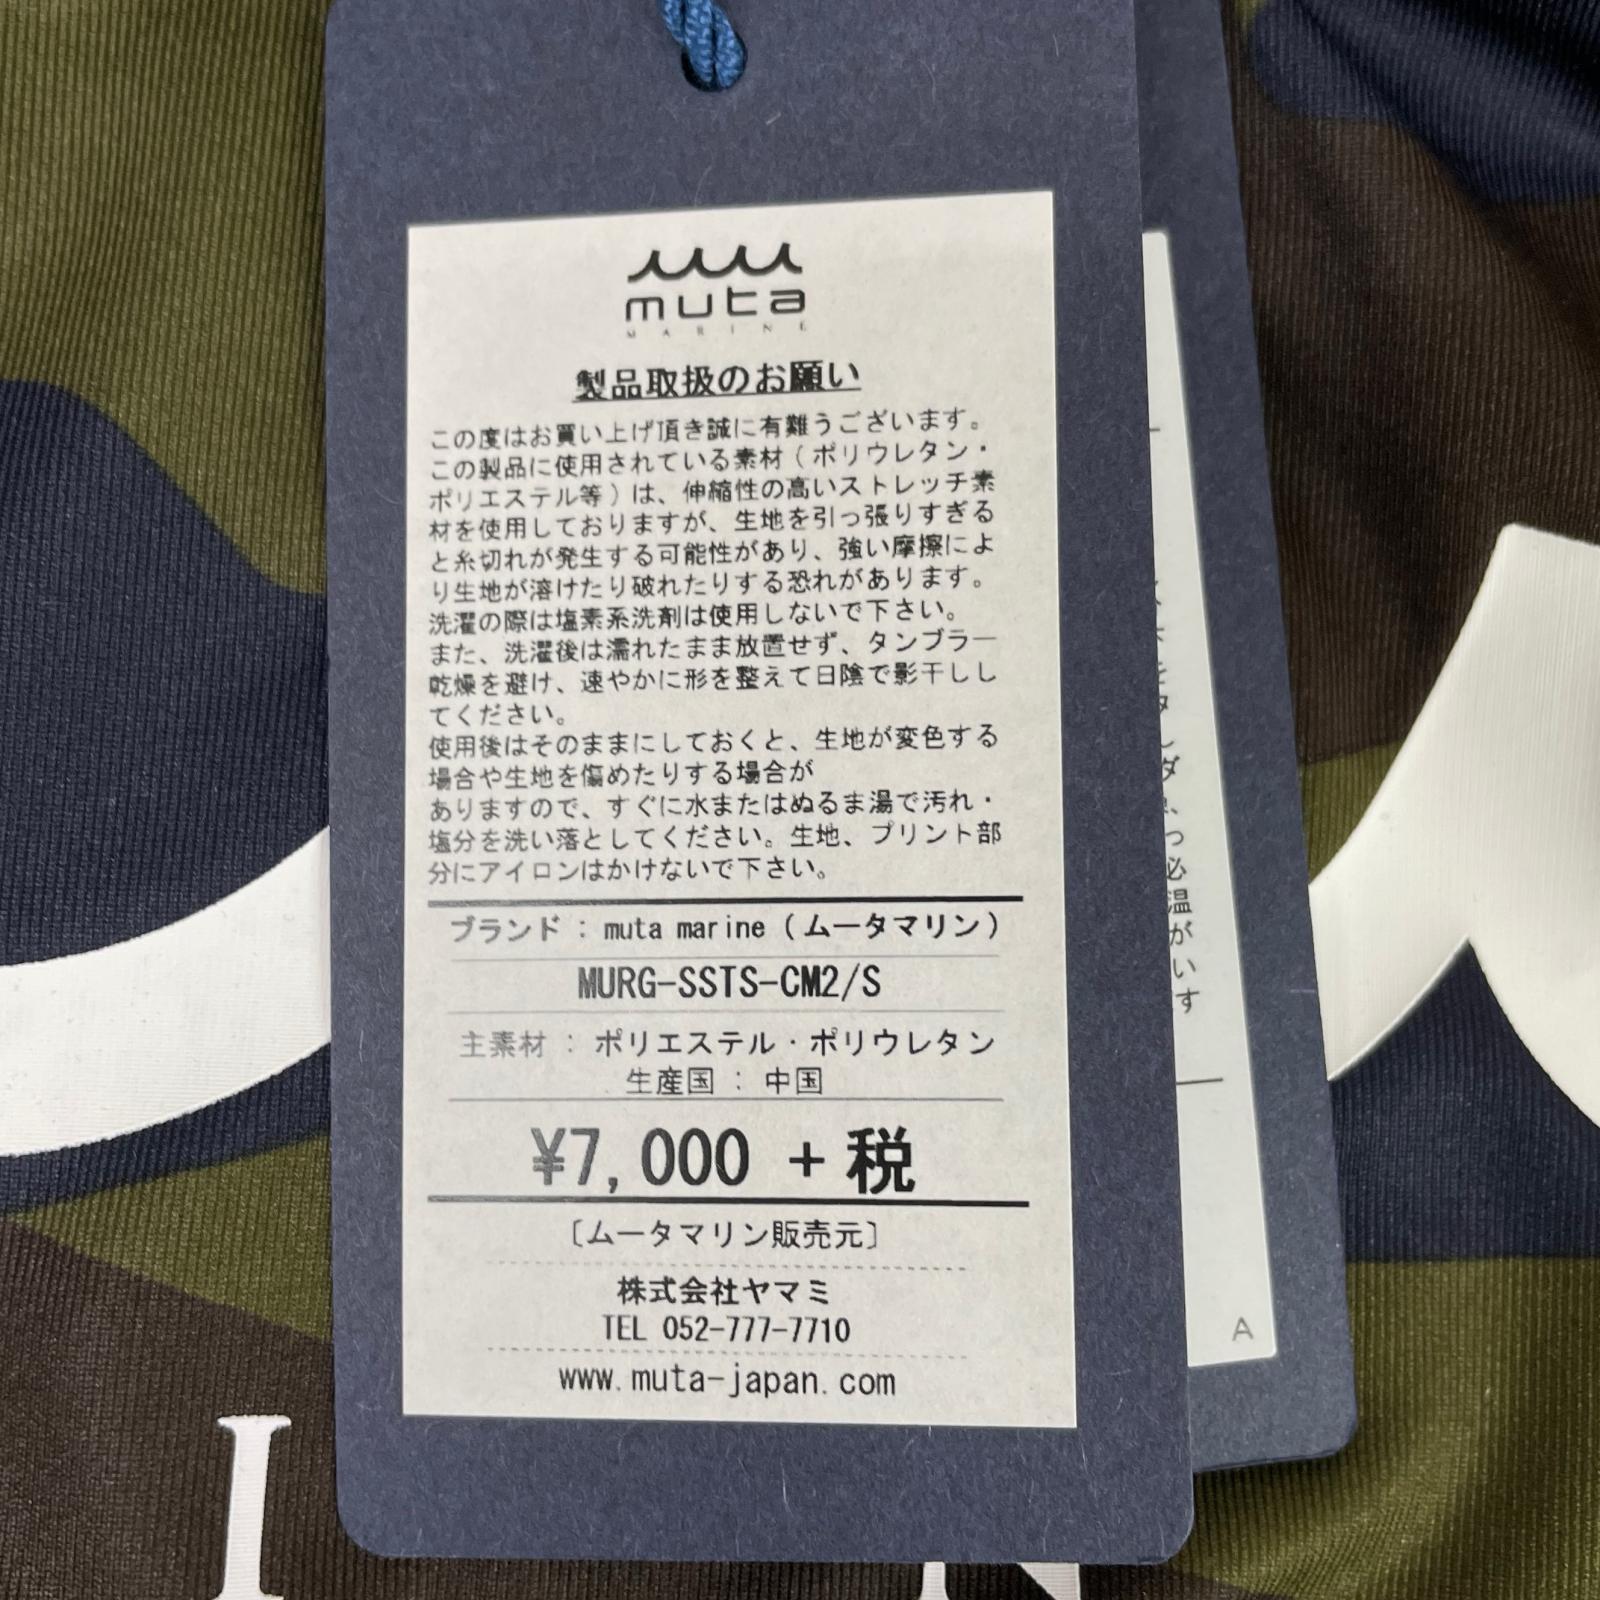 muta
MARINE
製品取扱のお願い
この度はお買い上げ頂き誠に有難うございます。
この製品に使用されている素材（ポリウレタン・
ポリエステル等）は、伸縮性の高いストレッチ素
材を使用しておりますが、生地を引っ張りすぎる
と糸切れが発生する可能性があり、強い摩擦によ
り生地が溶けたり破れたりする恐れがあります。
洗濯の際は塩素系洗剤は使用しないで下さい。
また、洗濯後は濡れたまま放置せず、タンブラー
乾燥を避け、速やかに形を整えて日陰で影干しし
てください。
使用後はそのままにしておくと、生地が変色する
場合や生地を傷めたりする場合が
ありますので、すぐに水またはぬるま湯で汚れ・
塩分を洗い落としてください。生地、プリント部
分にアイロンはかけないで下さい。
ブランド：muta marine（ムータマリン）
MURG-SSTS-CM2/S
主素材：ポリエステル・ポリウレタン
生産国：中国
¥7,000 +税
［ムータマリン販売元］
株式会社ヤマミ
TEL 052-777-7710
www.muta-japan.com
ダ
っ
必
温
が
い
す
A
I
N